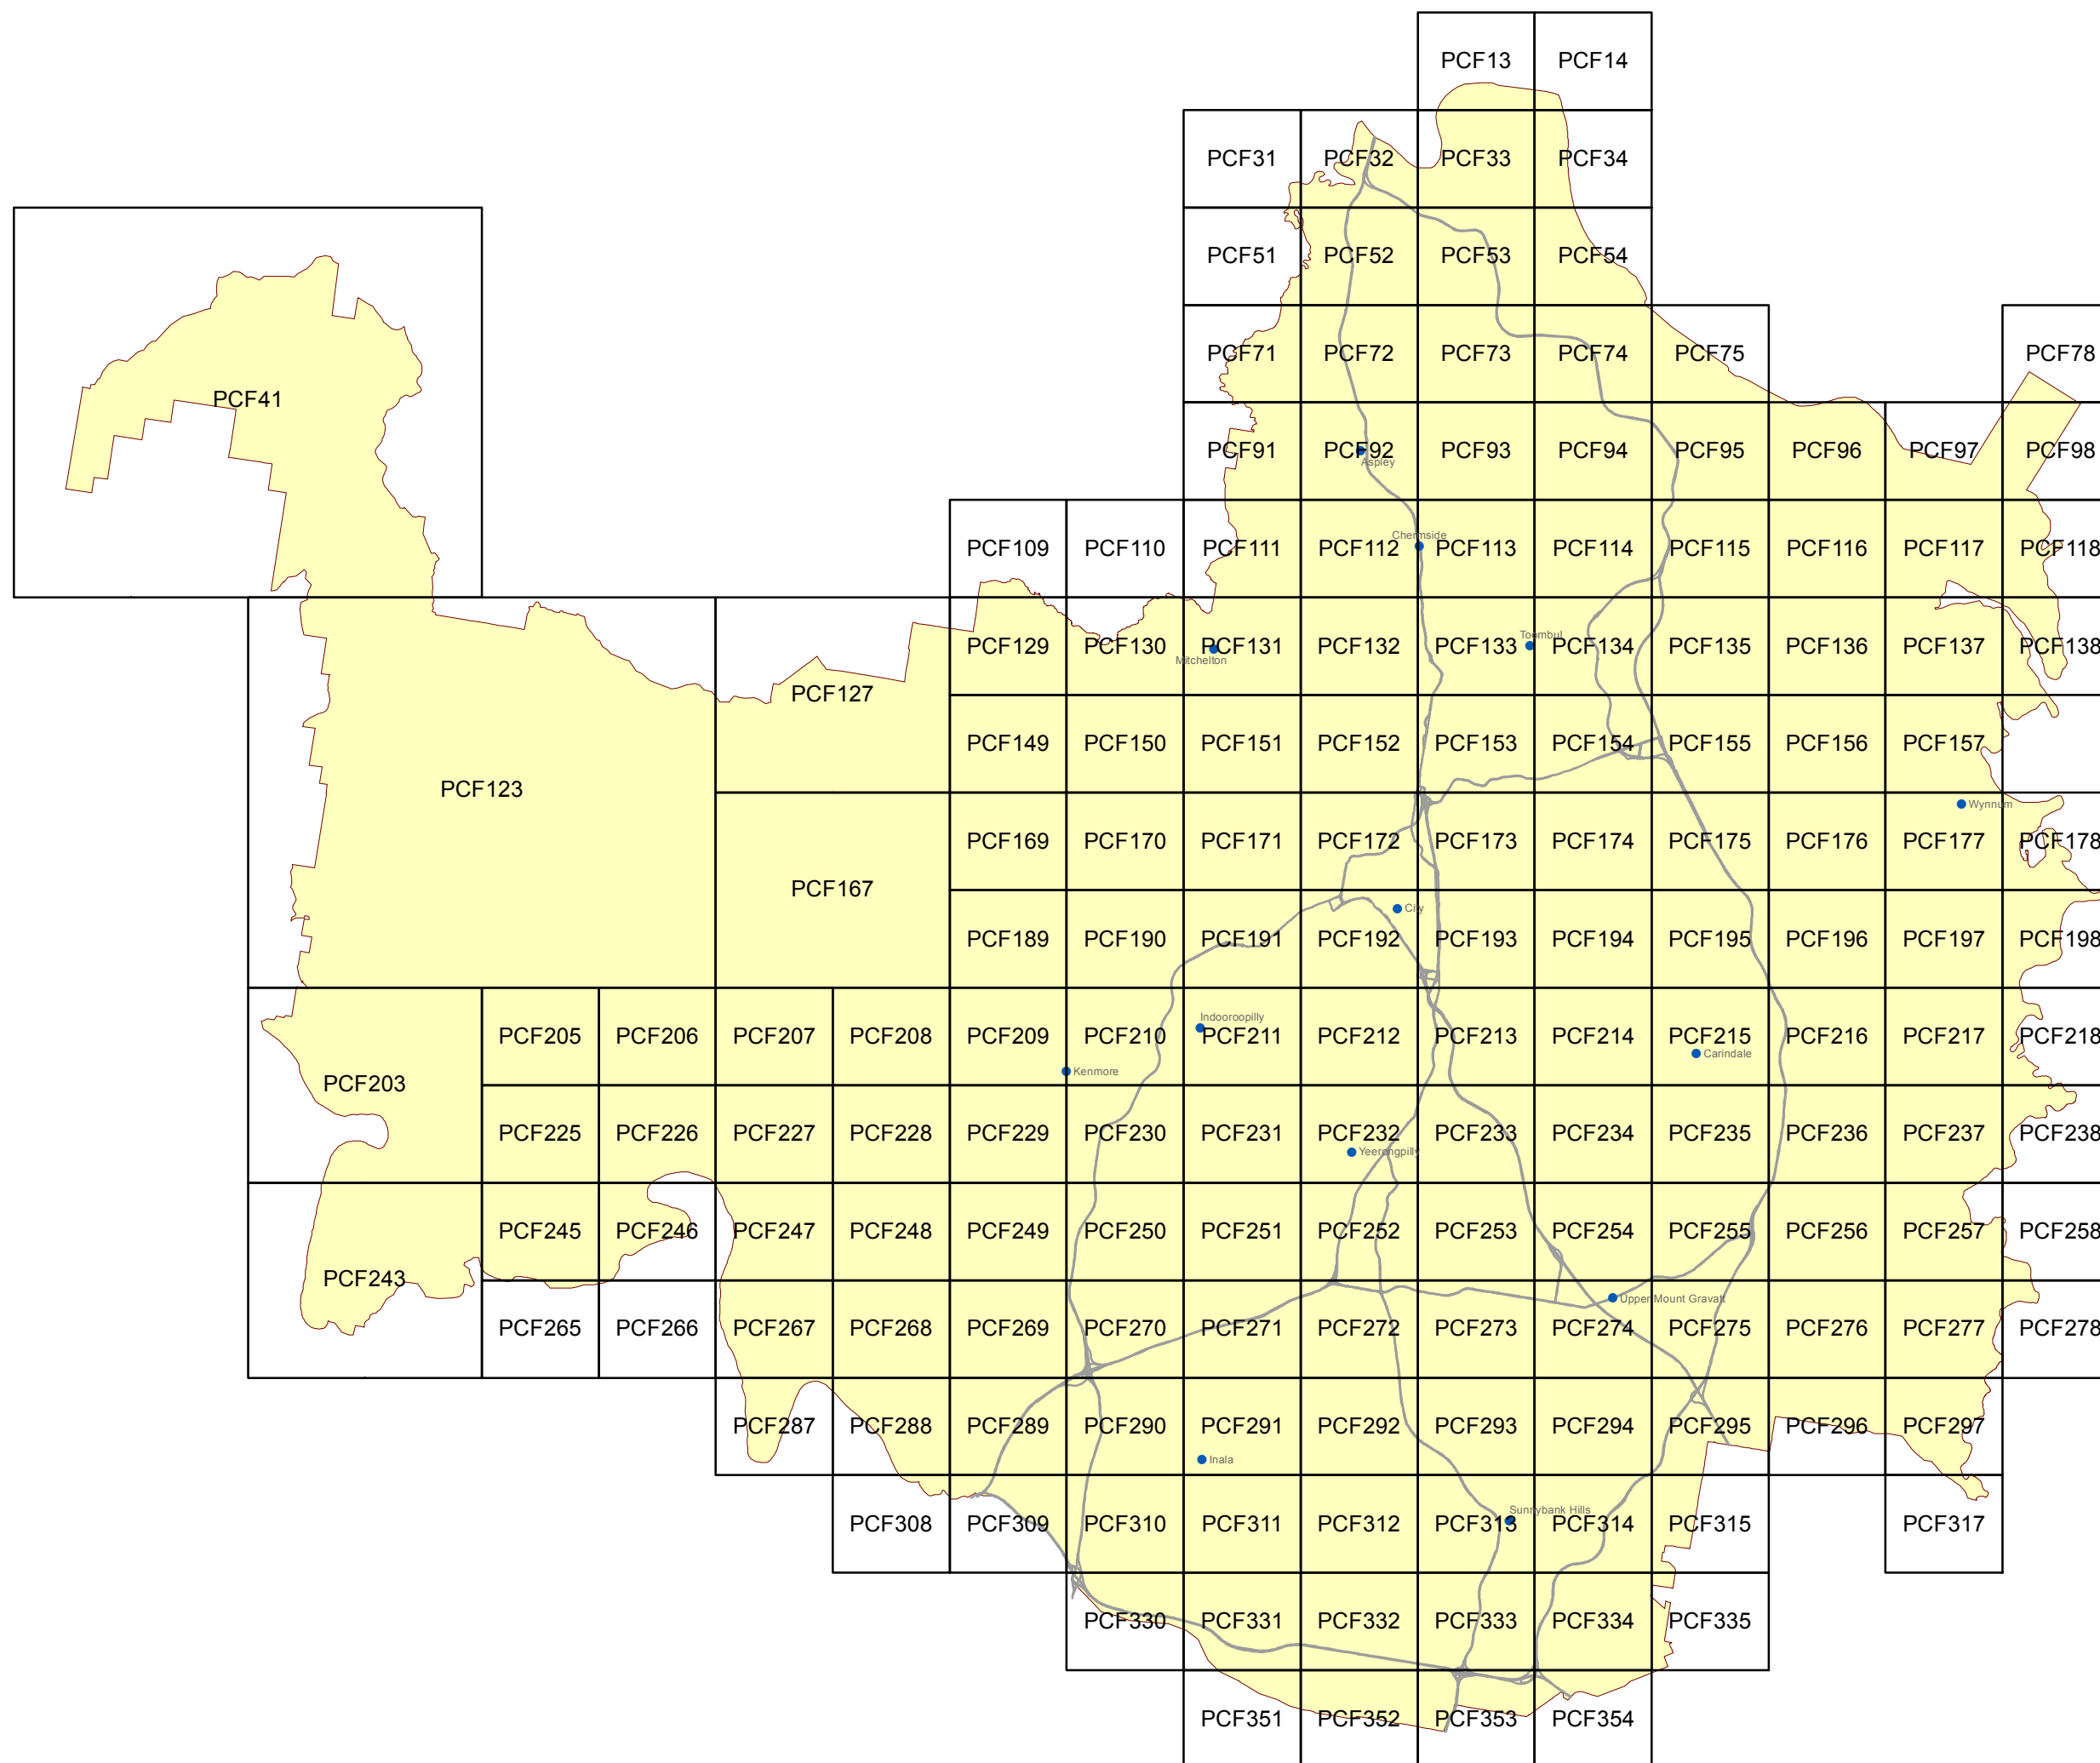 PCF13 PCF14
PCF31 PCF32 PCF33 PCF34
PCF51 PCF52 PCF53 PCF54
PCF71 PCF72 PCF73 PCF74 PCF75 PCF78
PCF41
PCF91 PCF92 PCF93 PCF94 PCF95 PCF96 PCF97 PCF98
Aspley
Chermside
PCF109 PCF110 PCF111 PCF112 PCF113 PCF114 PCF115 PCF116 PCF117 PCF118
Toombul
PCF129 PCF130 PCF131 PCF132 PCF133 PCF134 PCF135 PCF136 PCF137 PCF138
Mitchelton
PCF127
PCF149 PCF150 PCF151 PCF152 PCF153 PCF154 PCF155 PCF156 PCF157
PCF123
Wynnum
PCF169 PCF170 PCF171 PCF172 PCF173 PCF174 PCF175 PCF176 PCF177 PCF178
PCF167
City
PCF189 PCF190 PCF191 PCF192 PCF193 PCF194 PCF195 PCF196 PCF197 PCF198
Indooroopilly
PCF205 PCF206 PCF207 PCF208 PCF209 PCF210 PCF211 PCF212 PCF213 PCF214 PCF215 PCF216 PCF217 PCF218
Carindale
Kenmore
PCF203
PCF225 PCF226 PCF227 PCF228 PCF229 PCF230 PCF231 PCF232 PCF233 PCF234 PCF235 PCF236 PCF237 PCF238
Yeerongpilly
PCF245 PCF246 PCF247 PCF248 PCF249 PCF250 PCF251 PCF252 PCF253 PCF254 PCF255 PCF256 PCF257 PCF258
PCF243
Upper Mount Gravatt
PCF265 PCF266 PCF267 PCF268 PCF269 PCF270 PCF271 PCF272 PCF273 PCF274 PCF275 PCF276 PCF277 PCF278
PCF287 PCF288 PCF289 PCF290 PCF291 PCF292 PCF293 PCF294 PCF295 PCF296 PCF297
Inala
Sunnybank Hills
PCF308 PCF309 PCF310 PCF311 PCF312 PCF313 PCF314 PCF315 PCF317
PCF330 PCF331 PCF332 PCF333 PCF334 PCF335
PCF351 PCF352 PCF353 PCF354